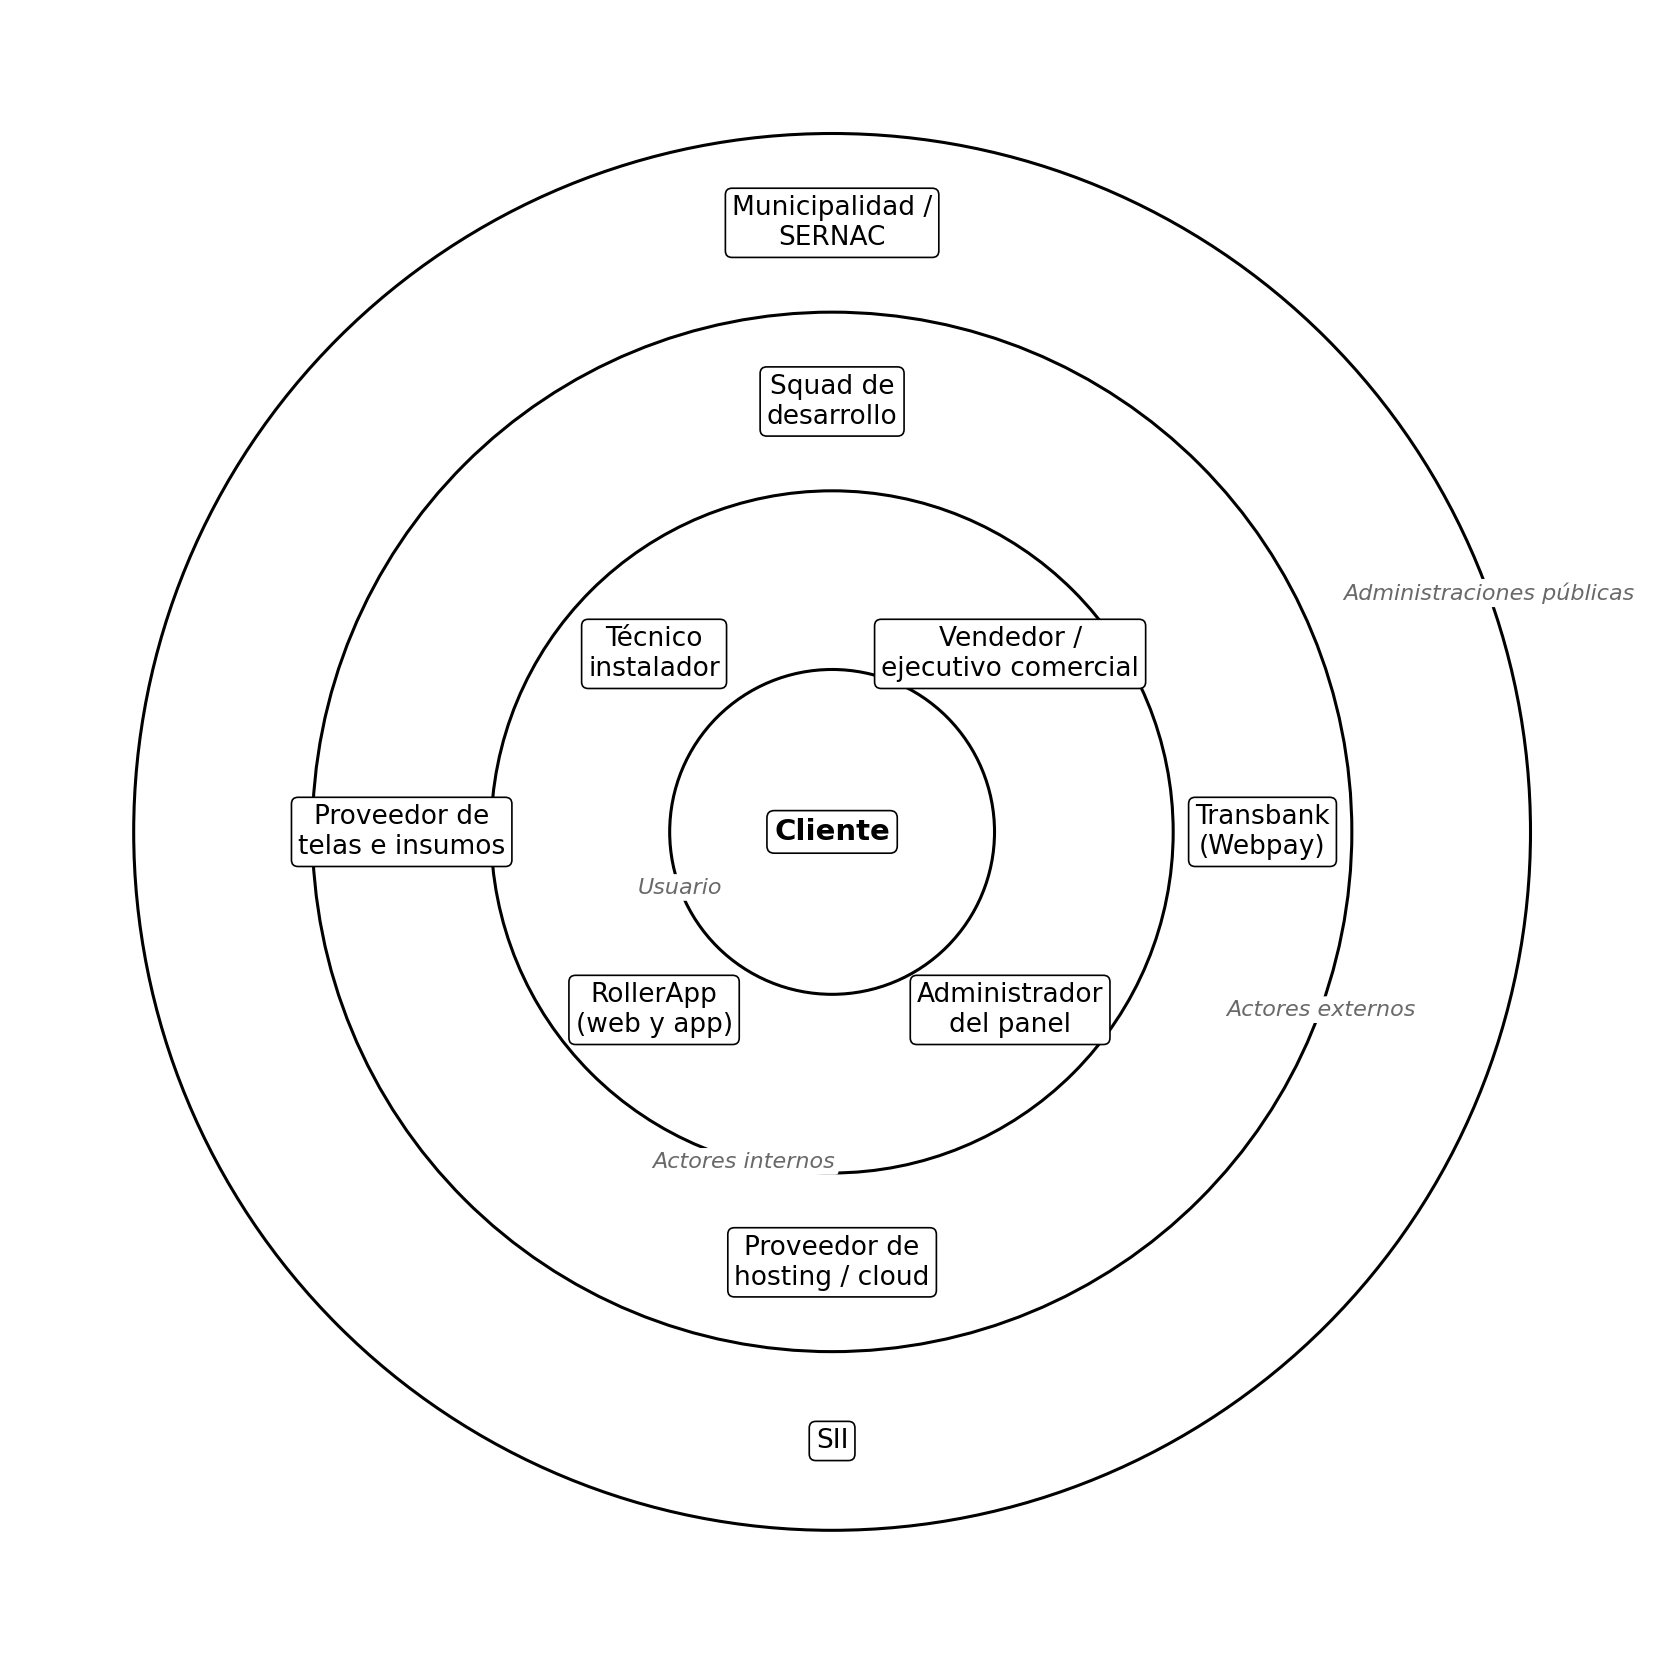 Municipalidad /
SERNAC
Squad de
desarrollo
Administraciones públicas
Técnico
instalador
Vendedor /
ejecutivo comercial
Proveedor de
telas e insumos
Cliente
Transbank
(Webpay)
Usuario
RollerApp
(web y app)
Administrador
del panel
Actores externos
Actores internos
Proveedor de
hosting / cloud
SII